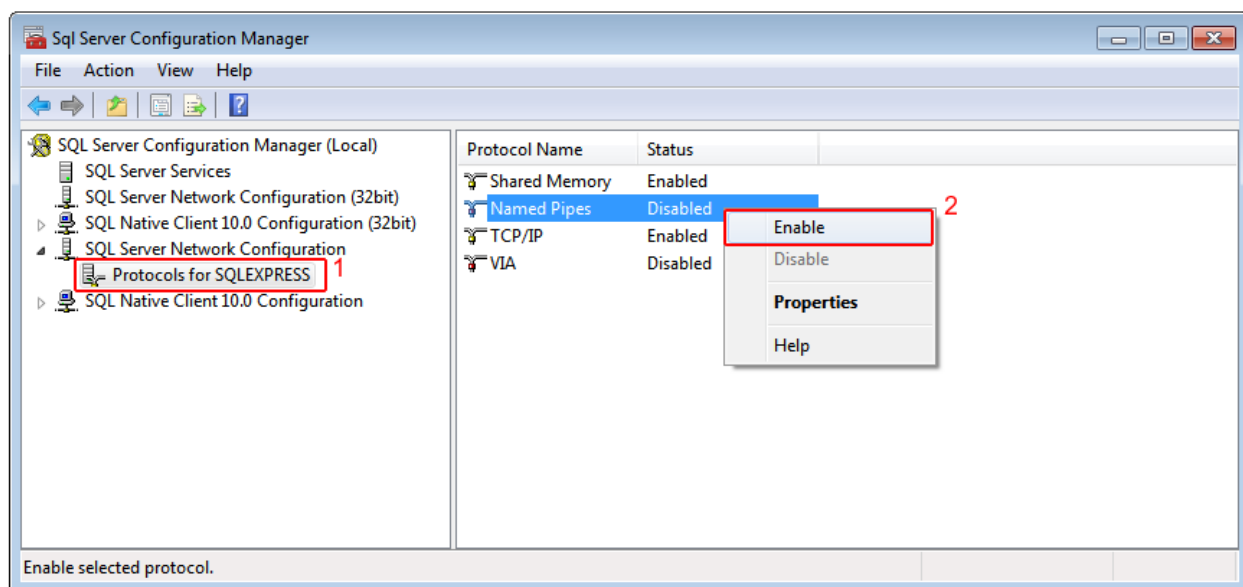 Sql Server Configuration Manager
File Action View Help
SQL Server Configuration Manager (Local)
SQL Server Services
SQL Server Network Configuration (32bit)
SQL Native Client 10.0 Configuration (32bit)
SQL Server Network Configuration
Protocols for SQLEXPRESS 1
SQL Native Client 10.0 Configuration
Protocol Name Status
Shared Memory Enabled
Named Pipes Disabled
TCP/IP Enabled
VIA Disabled
2
Enable
Disable
Properties
Help
Enable selected protocol.